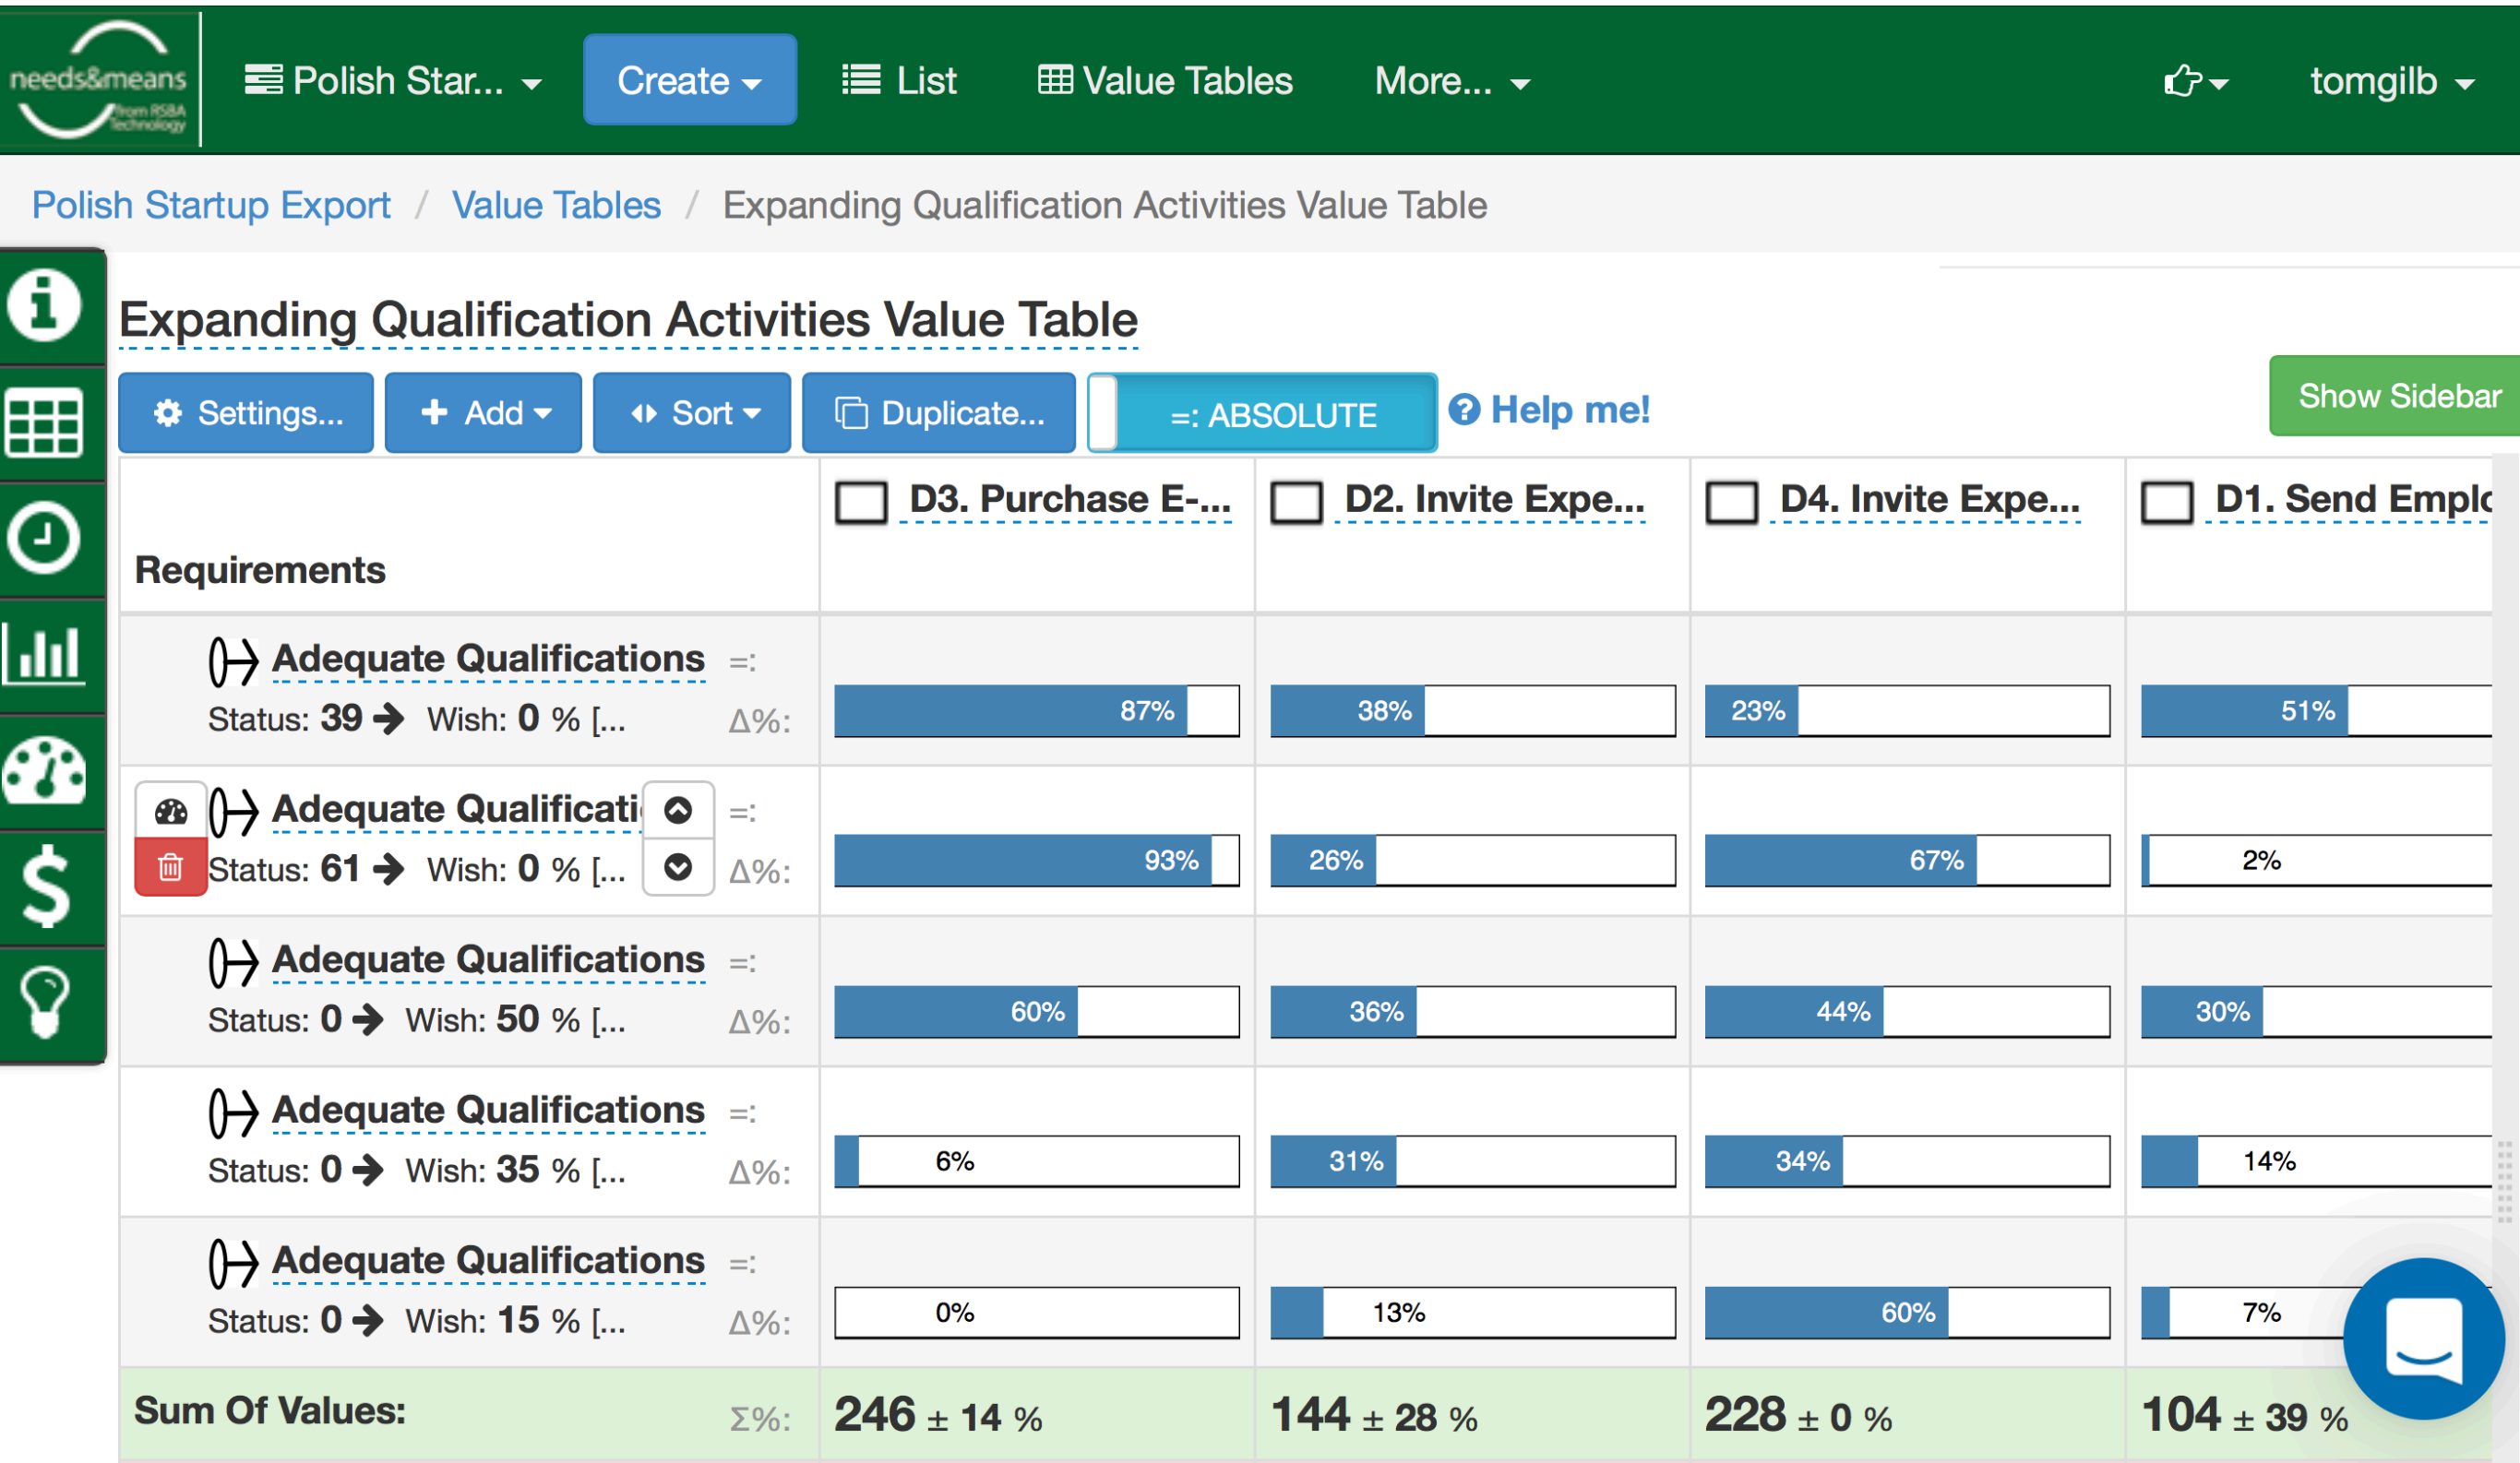 needs&means
from RSBA
Technology
Polish Star...
Create
List
Value Tables
More...
tomgilb
Polish Startup Export / Value Tables / Expanding Qualification Activities Value Table
Expanding Qualification Activities Value Table
Settings...
Add
Sort
Duplicate...
=: ABSOLUTE
Help me!
Show Sidebar
Requirements
D3. Purchase E-...
D2. Invite Expe...
D4. Invite Expe...
D1. Send Emplo
Adequate Qualifications =:
Status: 39 → Wish: 0 % [... Δ%:
87% 38% 23% 51%
Adequate Qualificati =:
Status: 61 → Wish: 0 % [... Δ%:
93% 26% 67% 2%
Adequate Qualifications =:
Status: 0 → Wish: 50 % [... Δ%:
60% 36% 44% 30%
Adequate Qualifications =:
Status: 0 → Wish: 35 % [... Δ%:
6% 31% 34% 14%
Adequate Qualifications =:
Status: 0 → Wish: 15 % [... Δ%:
0% 13% 60% 7%
Sum Of Values: Σ%: 246 ± 14 % 144 ± 28 % 228 ± 0 % 104 ± 39 %